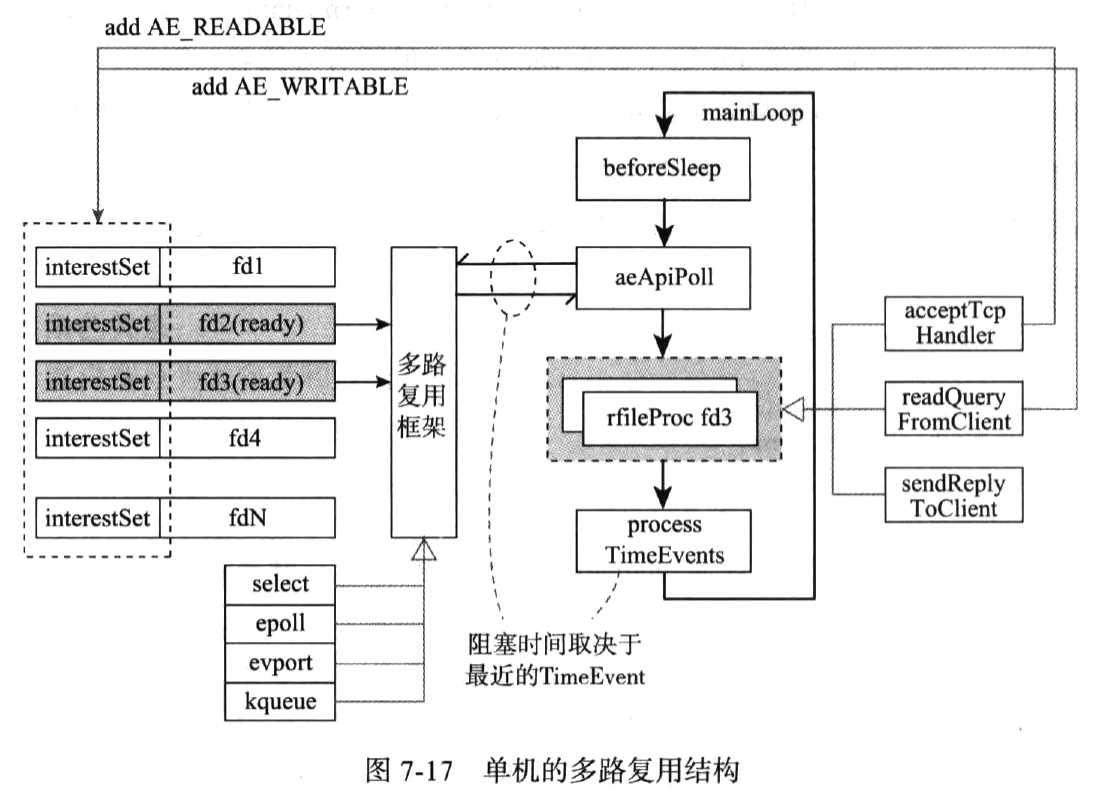 add AE_READABLE
add AE_WRITABLE
mainLoop
beforeSleep
interestSet fd1
aeApiPoll
interestSet fd2(ready)
interestSet fd3(ready)
interestSet fd4
interestSet fdN
多路
复用
框架
rfileProc fd3
acceptTcp
Handler
readQuery
FromClient
sendReply
ToClient
process
TimeEvents
select
epoll
evport
kqueue
阻塞时间取决于
最近的TimeEvent
图 7-17 单机的多路复用结构